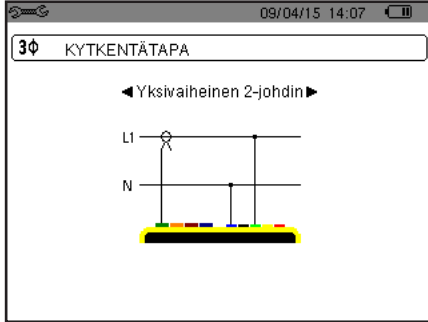 09/04/15 14:07
3Φ KYTKENTÄTAPA
◄Yksivaiheinen 2-johdin►
L1
N